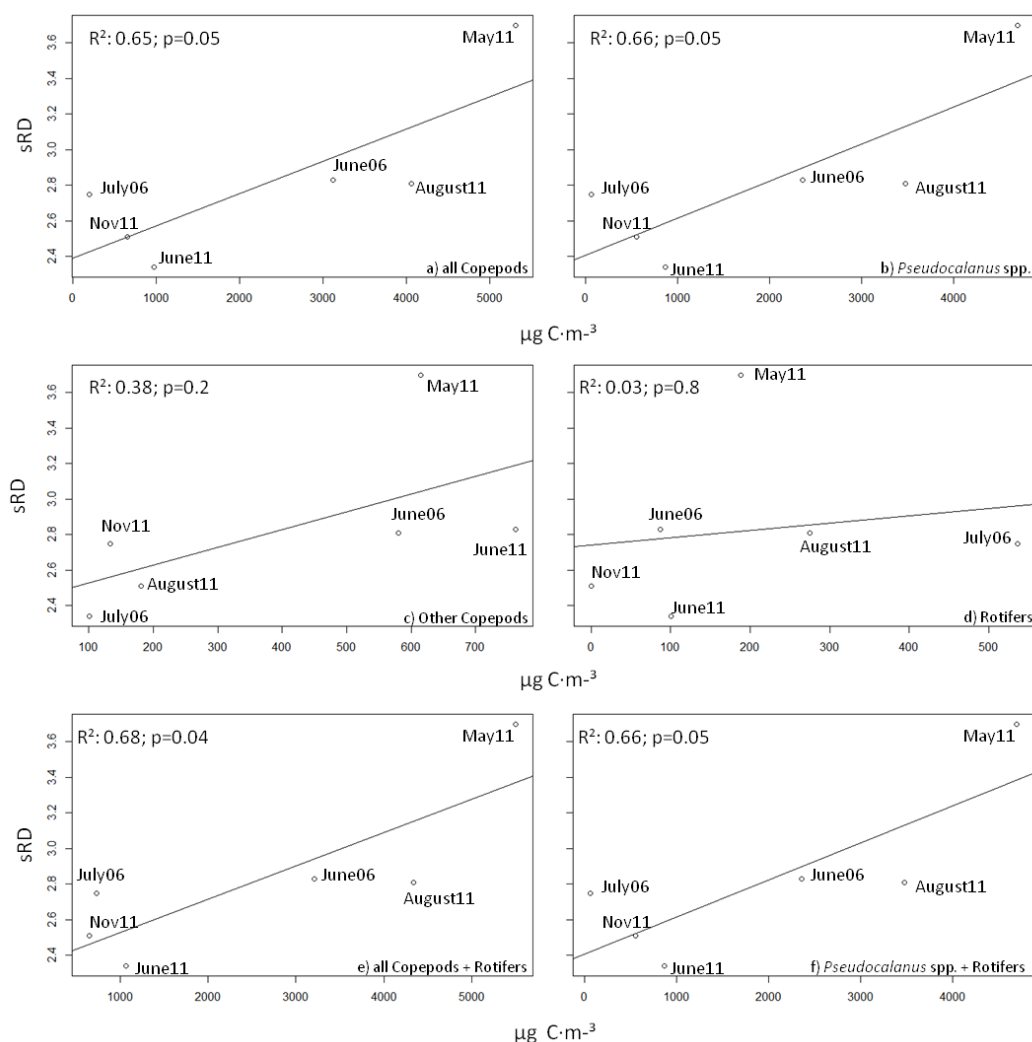 R²: 0.65; p=0.05
May11
R²: 0.66; p=0.05
May11
sRD
3.6
3.4
3.2
3.0
2.8
2.6
2.4
July06
Nov11
June11
June06
August11
a) all Copepods
July06
Nov11
June11
June06
August11
b) Pseudocalanus spp.
0 1000 2000 3000 4000 5000
0 1000 2000 3000 4000
µg C·m-³
R²: 0.38; p=0.2
May11
R²: 0.03; p=0.8
May11
sRD
3.6
3.4
3.2
3.0
2.8
2.6
2.4
Nov11
August11
July06
June06
June11
c) Other Copepods
June06
Nov11
June11
August11
July06
d) Rotifers
100 200 300 400 500 600 700
0 100 200 300 400 500
µg C·m-³
R²: 0.68; p=0.04
May11
R²: 0.66; p=0.05
May11
sRD
3.6
3.4
3.2
3.0
2.8
2.6
2.4
July06
Nov11
June11
June06
August11
e) all Copepods + Rotifers
July06
Nov11
June11
June06
August11
f) Pseudocalanus spp. + Rotifers
1000 2000 3000 4000 5000
0 1000 2000 3000 4000
µg C·m-³